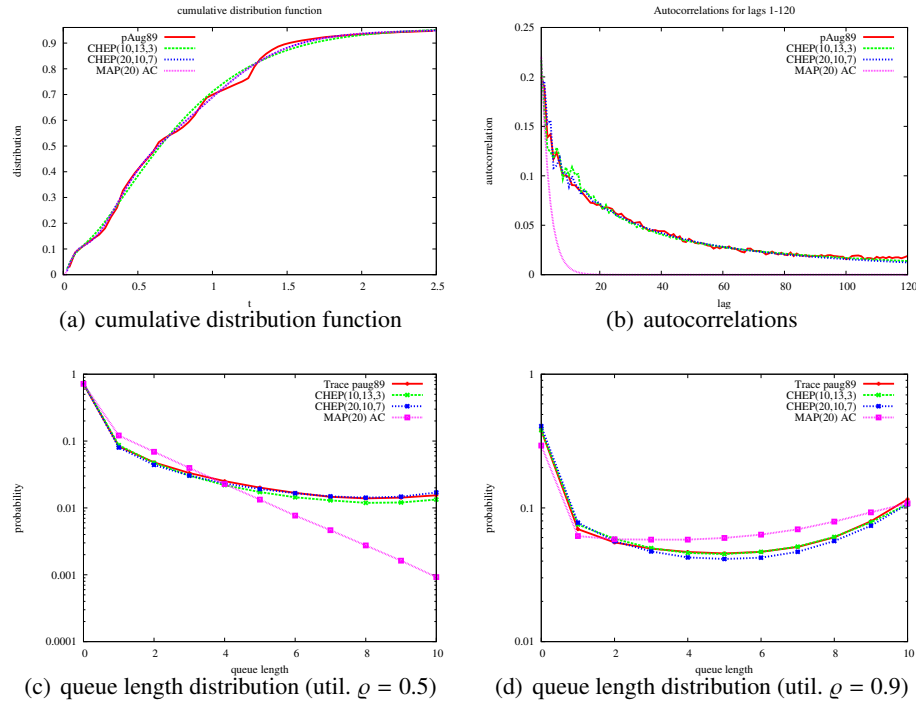 cumulative distribution function
0.9
0.8
0.7
0.6
0.5
0.4
0.3
0.2
0.1
0
distribution
pAug89
CHEP(10,13,3)
CHEP(20,10,7)
MAP(20) AC
0 0.5 1 1.5 2 2.5
t
(a) cumulative distribution function
Autocorrelations for lags 1-120
0.25
0.2
0.15
0.1
0.05
0
autocorrelation
pAug89
CHEP(10,13,3)
CHEP(20,10,7)
MAP(20) AC
20 40 60 80 100 120
lag
(b) autocorrelations
1
0.1
0.01
0.001
0.0001
probability
Trace paug89
CHEP(10,13,3)
CHEP(20,10,7)
MAP(20) AC
0 2 4 6 8 10
queue length
(c) queue length distribution (util. ϱ = 0.5)
1
0.1
0.01
probability
Trace paug89
CHEP(10,13,3)
CHEP(20,10,7)
MAP(20) AC
0 2 4 6 8 10
queue length
(d) queue length distribution (util. ϱ = 0.9)